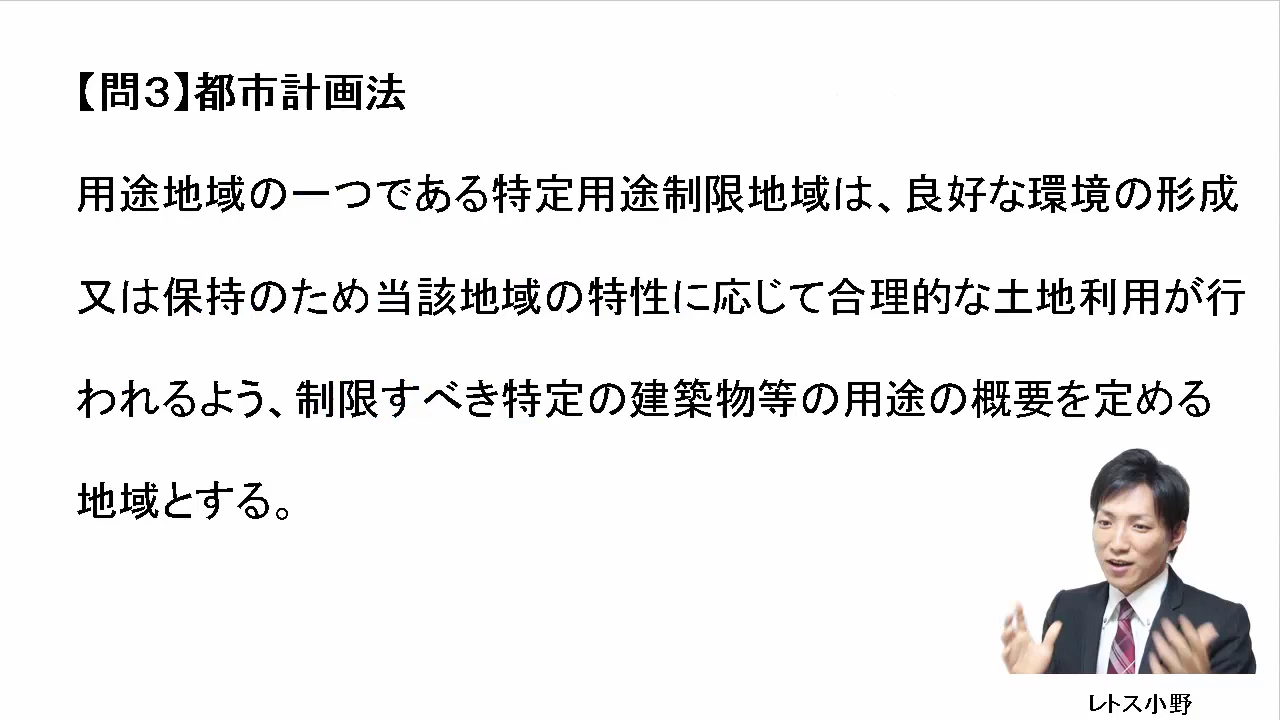 【問３】都市計画法
用途地域の一つである特定用途制限地域は、良好な環境の形成
又は保持のため当該地域の特性に応じて合理的な土地利用が行
われるよう、制限すべき特定の建築物等の用途の概要を定める
地域とする。
レトス小野